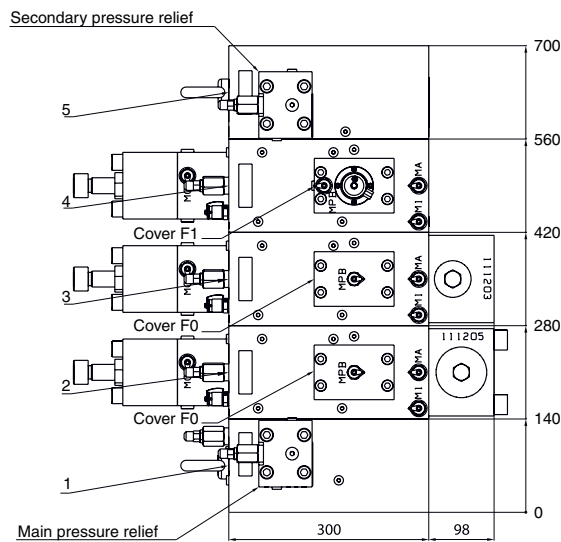 Secondary pressure relief
700
5
560
4
MA
MPB
M1
Cover F1
420
3
MA
MPB
M1
111203
Cover F0
280
111205
2
MA
MPB
M1
Cover F0
140
1
0
Main pressure relief
300
98